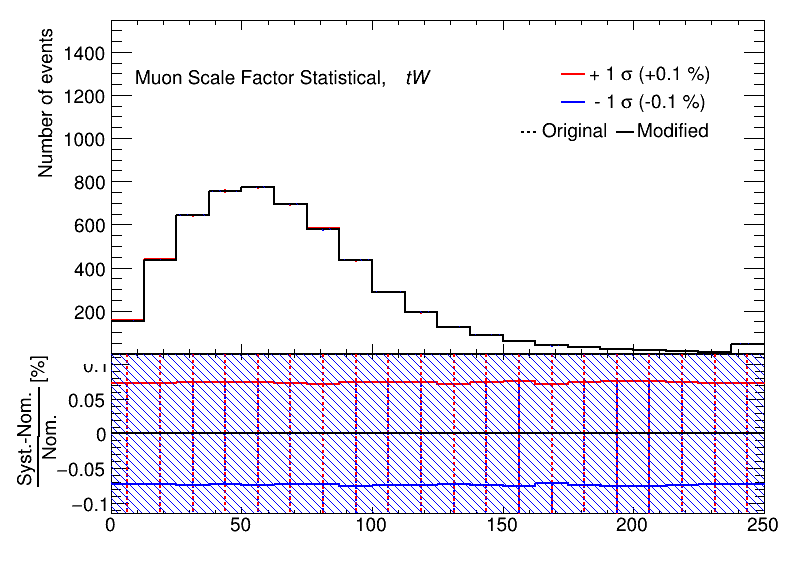 Number of events
1400
1200
1000
800
600
400
200
Muon Scale Factor Statistical, tW
+ 1 σ (+0.1 %)
- 1 σ (-0.1 %)
Original Modified
Syst.-Nom.
Nom.
[%]
0.1
0.05
0
−0.05
−0.1
0 50 100 150 200 250